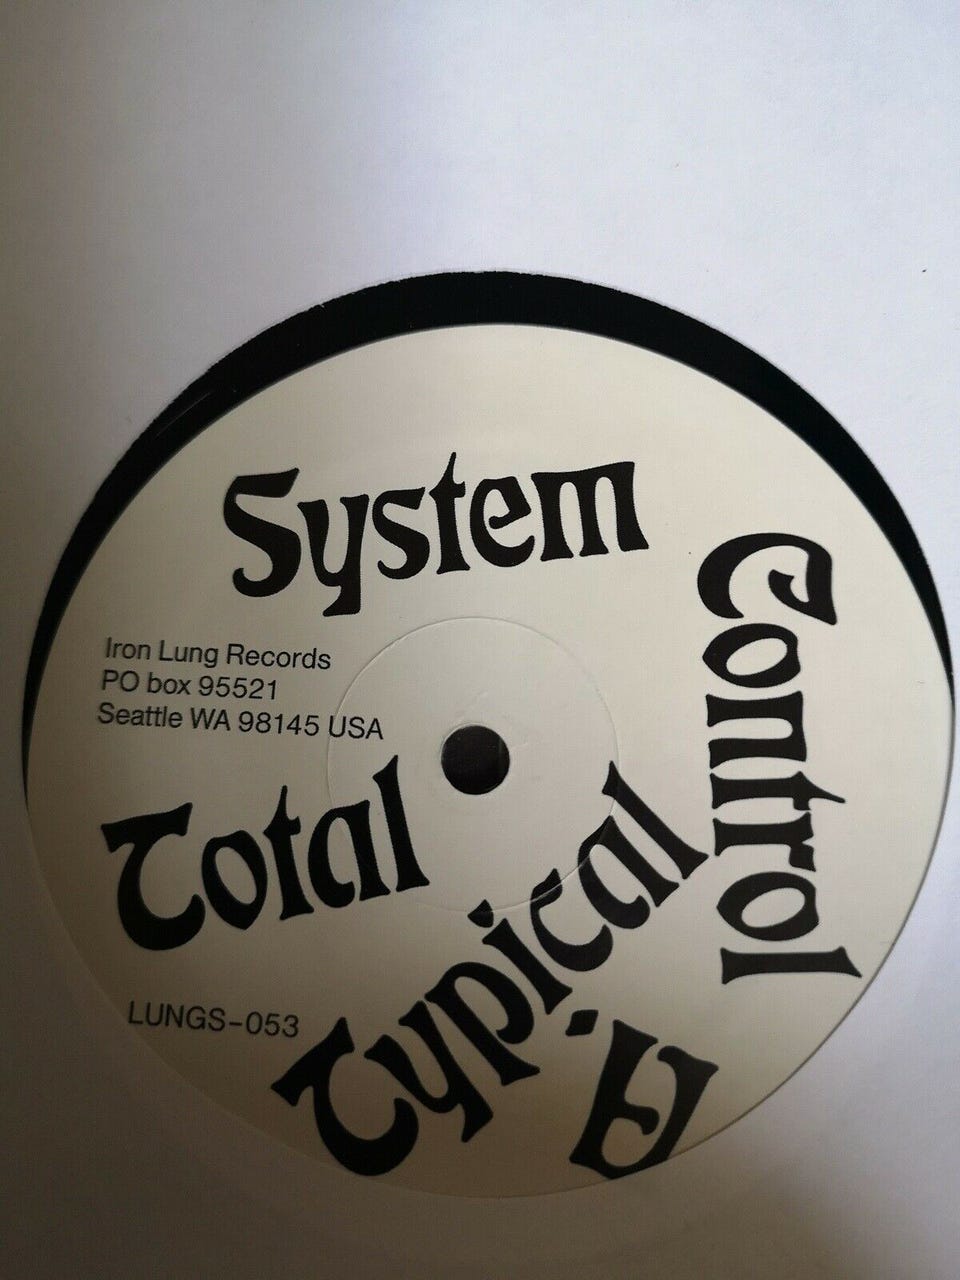 System
Control
Iron Lung Records
PO box 95521
Seattle WA 98145 USA
Total
Typical
LUNGS-053